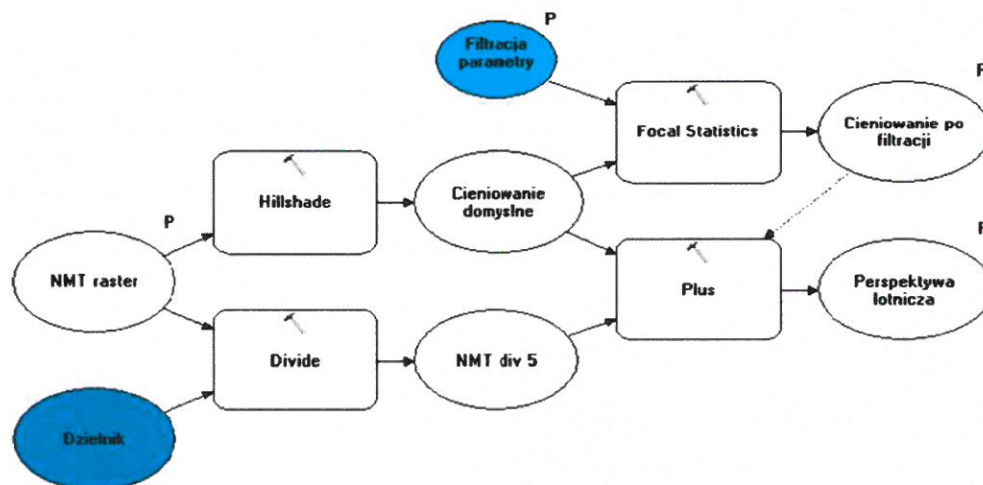 P
Filtracja
parametry
Focal Statistics
P
Cieniowanie po
filtracji
Hillshade
Cieniowanie
domyslne
P
NMT raster
Plus
P
Perspektywa
lotnicza
Divide
NMT div 5
Dzielnik